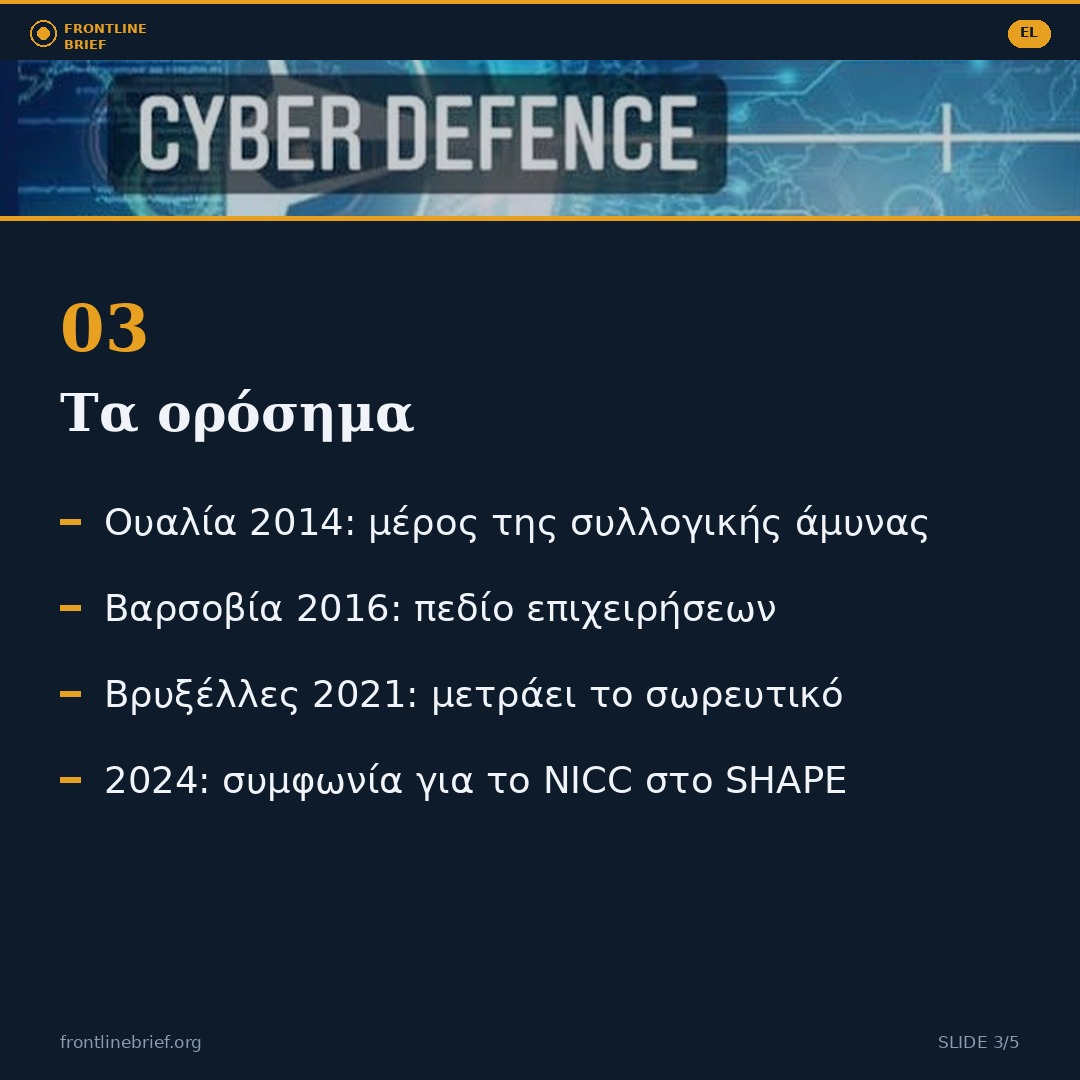 FRONTLINE
BRIEF
EL
CYBER DEFENCE
03
Τα ορόσημα
Ουαλία 2014: μέρος της συλλογικής άμυνας
Βαρσοβία 2016: πεδίο επιχειρήσεων
Βρυξέλλες 2021: μετράει το σωρευτικό
2024: συμφωνία για το NICC στο SHAPE
frontlinebrief.org
SLIDE 3/5